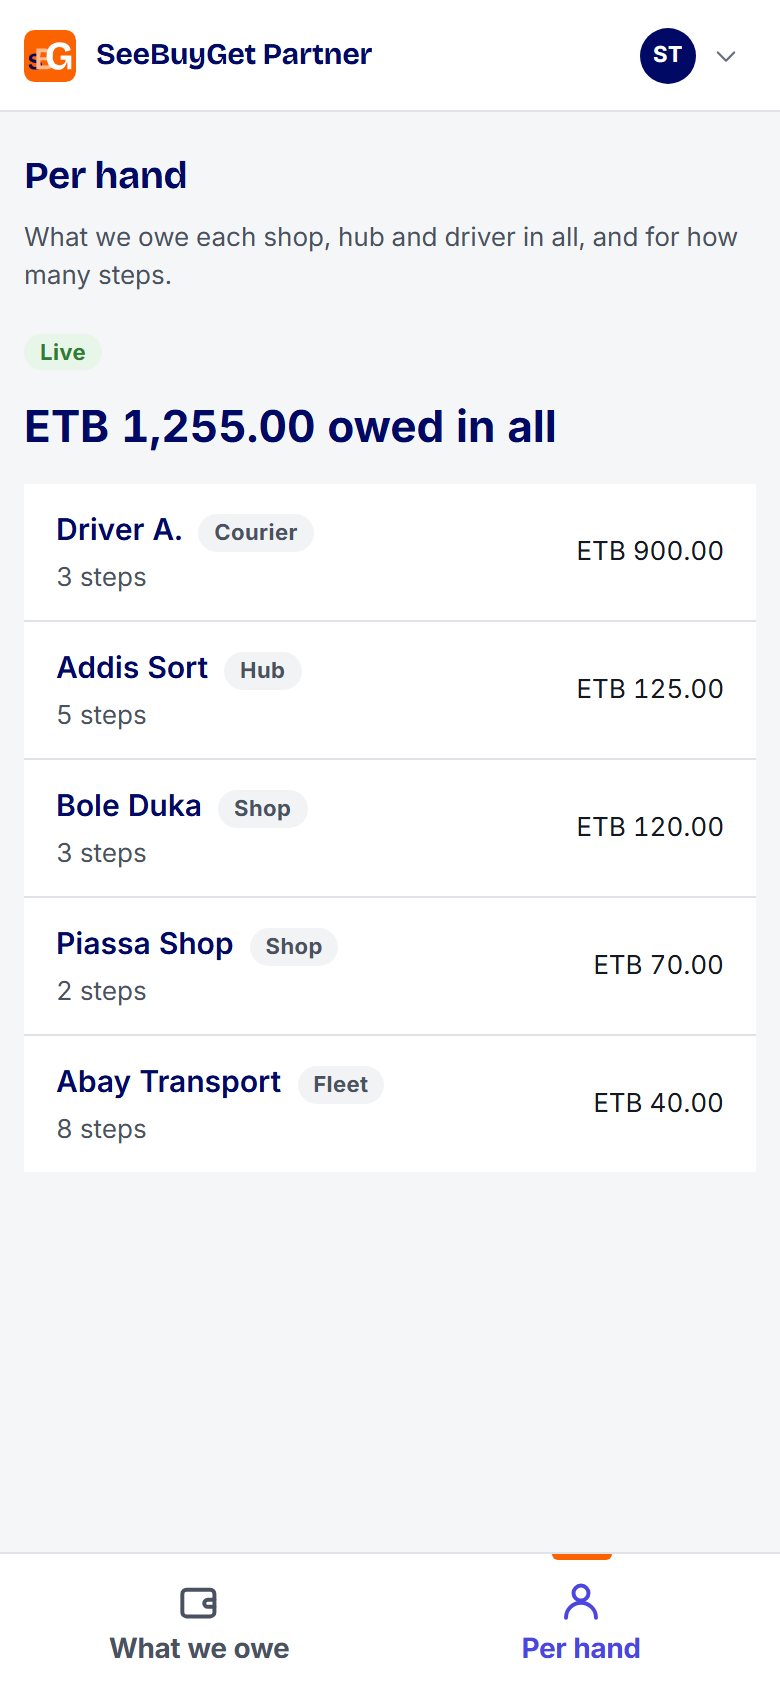 SBG SeeBuyGet Partner ST
Per hand
What we owe each shop, hub and driver in all, and for how
many steps.
Live
ETB 1,255.00 owed in all
Driver A. Courier
3 steps
ETB 900.00
Addis Sort Hub
5 steps
ETB 125.00
Bole Duka Shop
3 steps
ETB 120.00
Piassa Shop Shop
2 steps
ETB 70.00
Abay Transport Fleet
8 steps
ETB 40.00
What we owe
Per hand